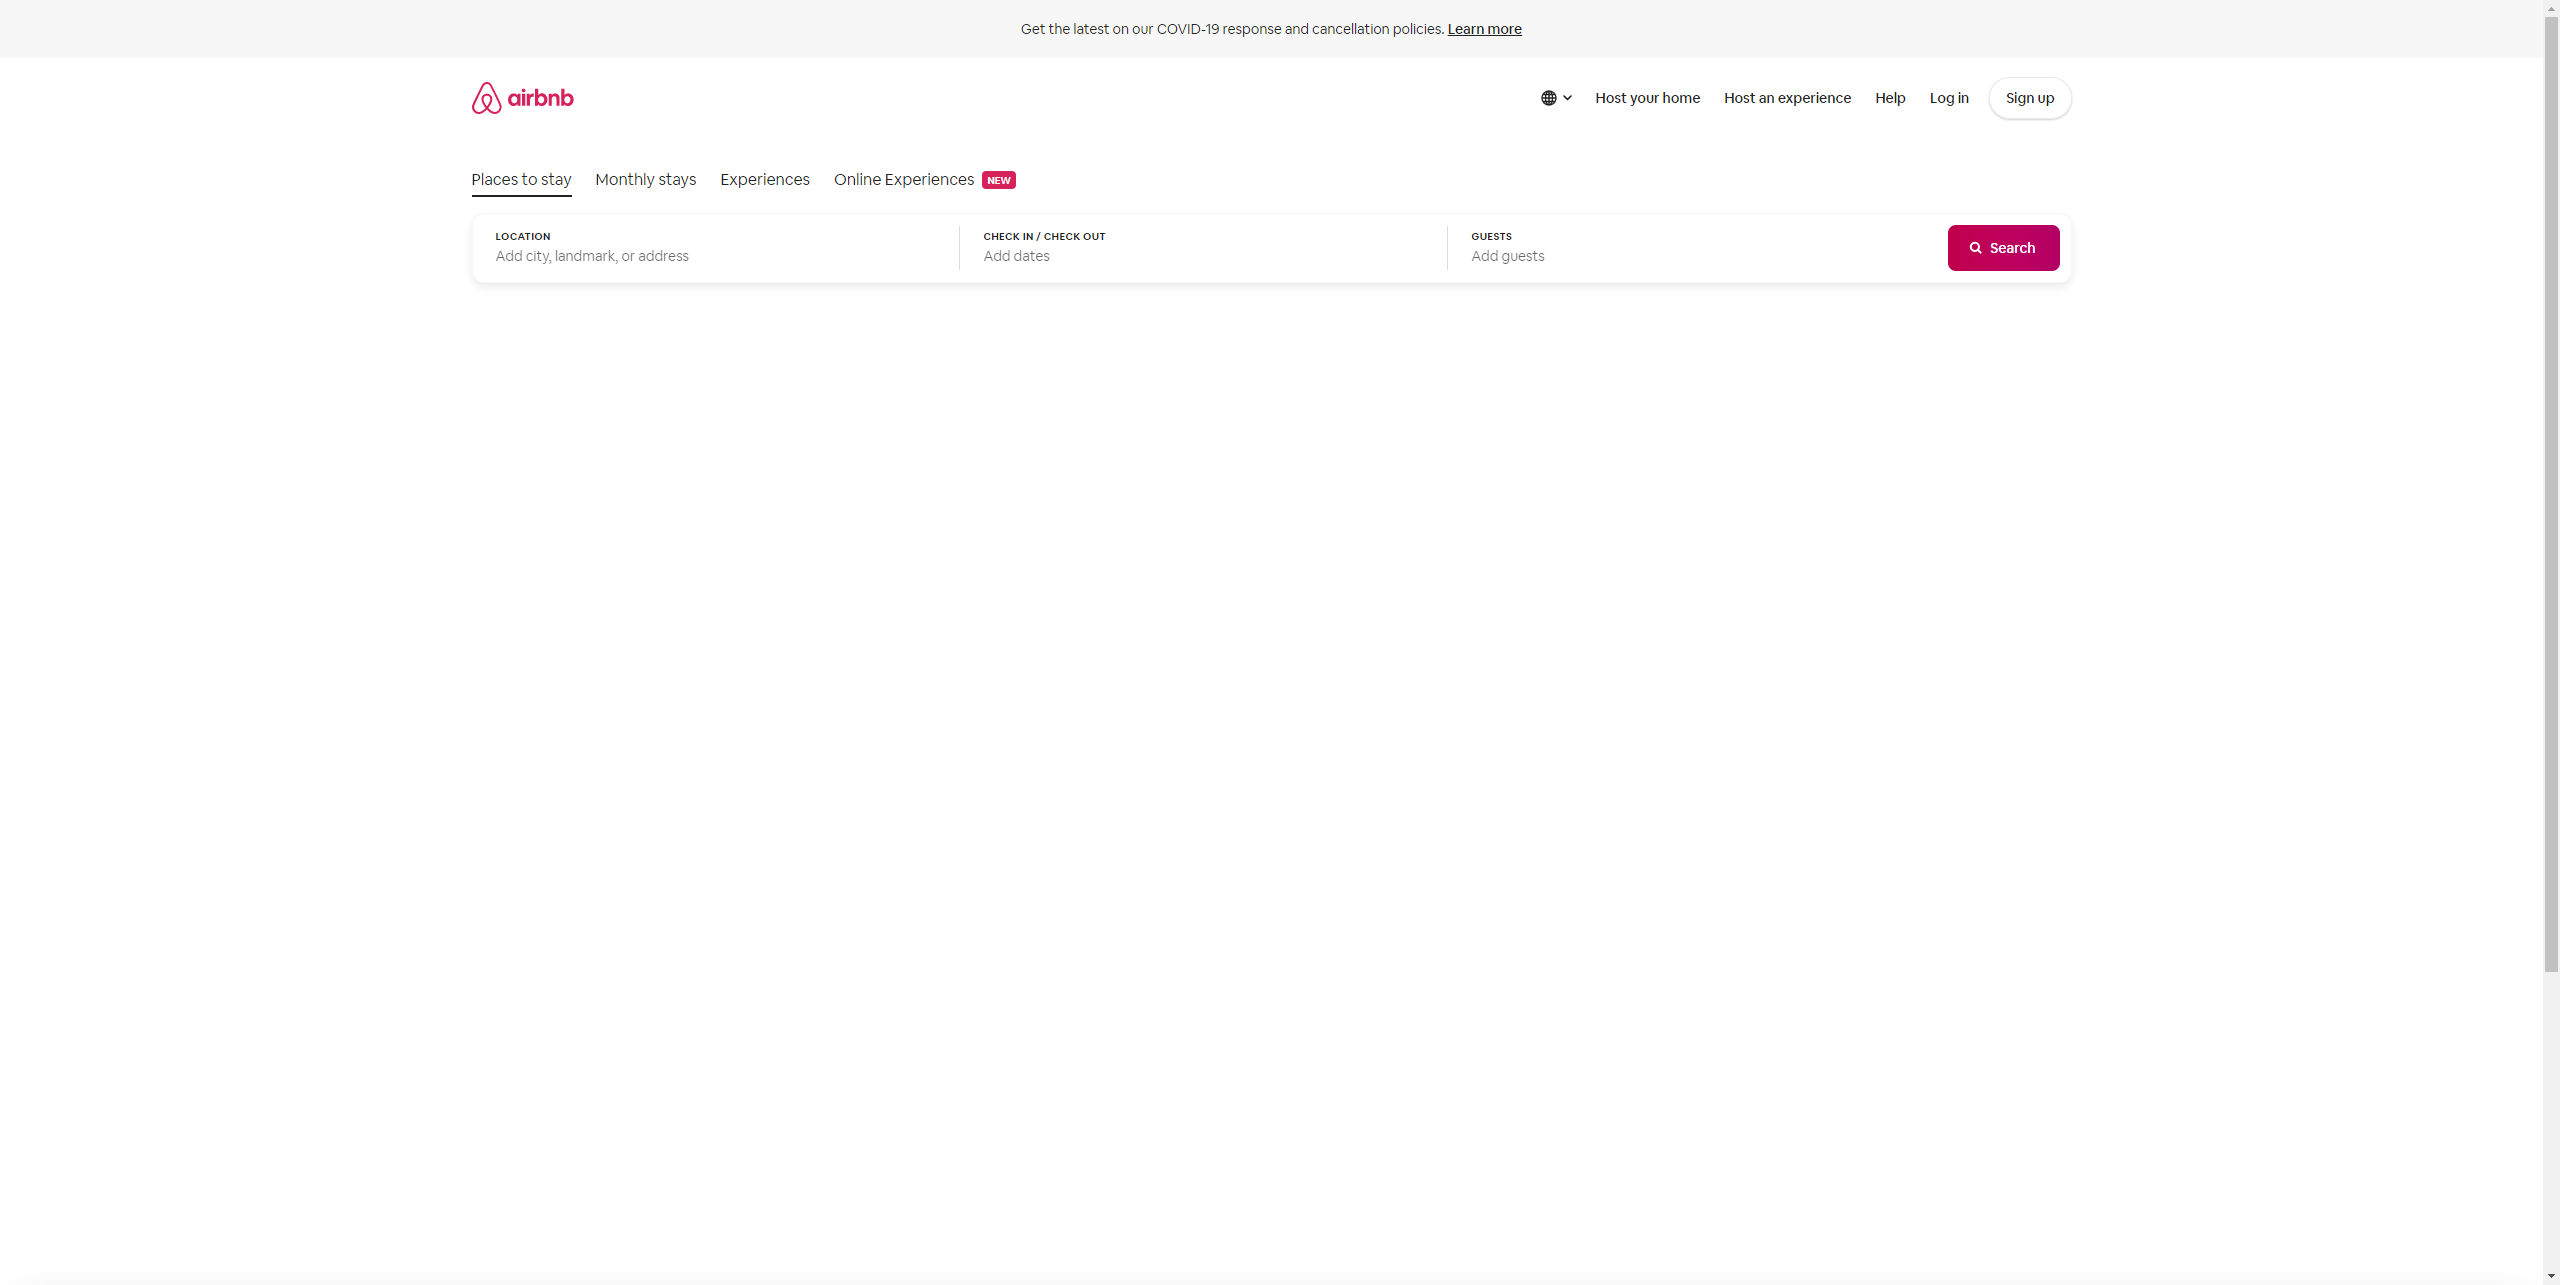 Get the latest on our COVID-19 response and cancellation policies. Learn more
airbnb
Host your home Host an experience Help Log in Sign up
Places to stay Monthly stays Experiences Online Experiences NEW
LOCATION
Add city, landmark, or address
CHECK IN / CHECK OUT
Add dates
GUESTS
Add guests
Search